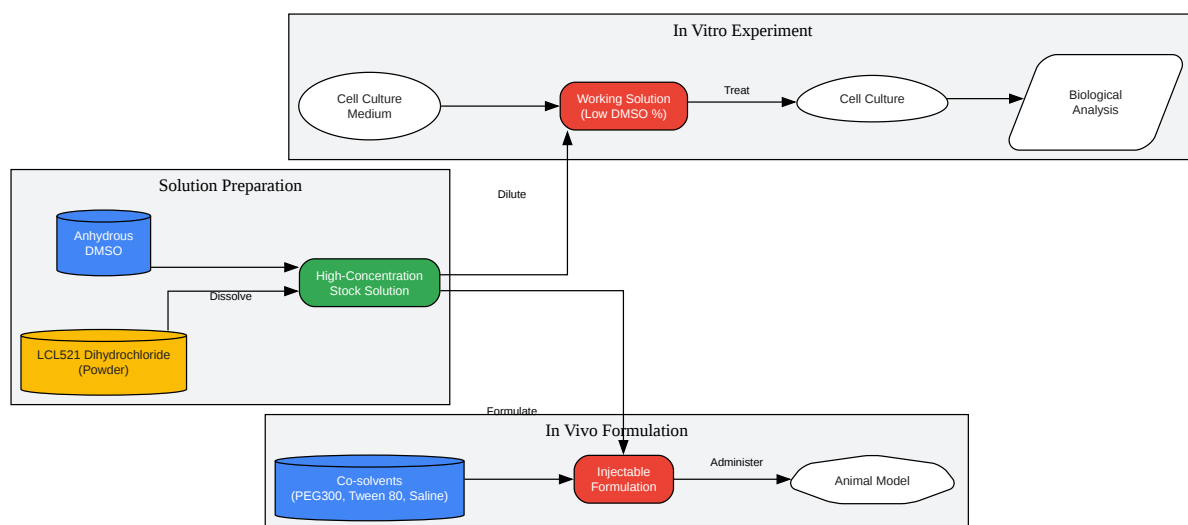 In Vitro Experiment
Cell Culture
Medium
Working Solution
(Low DMSO %)
Treat
Cell Culture
Biological
Analysis
Dilute
Solution Preparation
Anhydrous
DMSO
High-Concentration
Stock Solution
Dissolve
LCL521 Dihydrochloride
(Powder)
Formulate
In Vivo Formulation
Co-solvents
(PEG300, Tween 80, Saline)
Injectable
Formulation
Administer
Animal Model